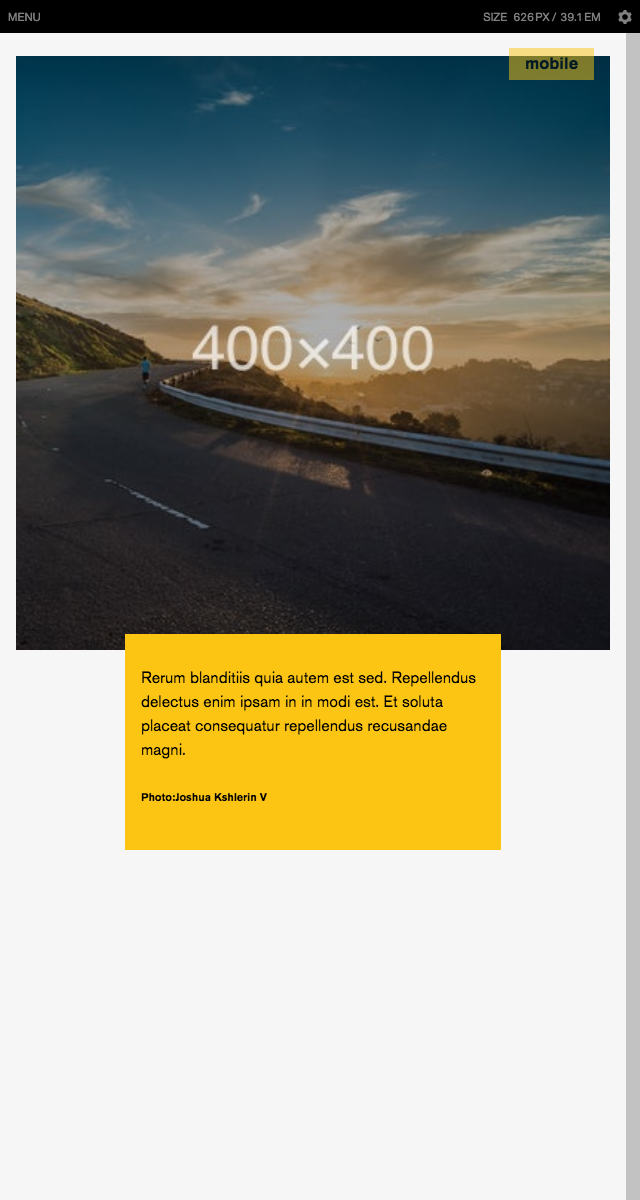 MENU
SIZE 626PX / 39.1EM
mobile
400×400
Rerum blanditiis quia autem est sed. Repellendus
delectus enim ipsam in in modi est. Et soluta
placeat consequatur repellendus recusandae
magni.
Photo:Joshua Kshlerin V